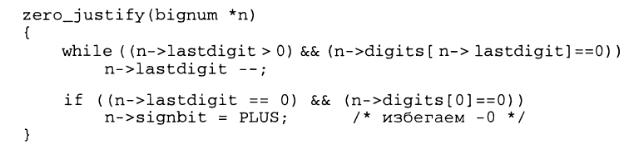 zero_justify(bignum *n)
{
while ((n->lastdigit > 0) && (n->digits[ n-> lastdigit]==0))
n->lastdigit --;
if ((n->lastdigit == 0) && (n->digits[0]==0))
n->signbit = PLUS; /* избегаем -0 */
}